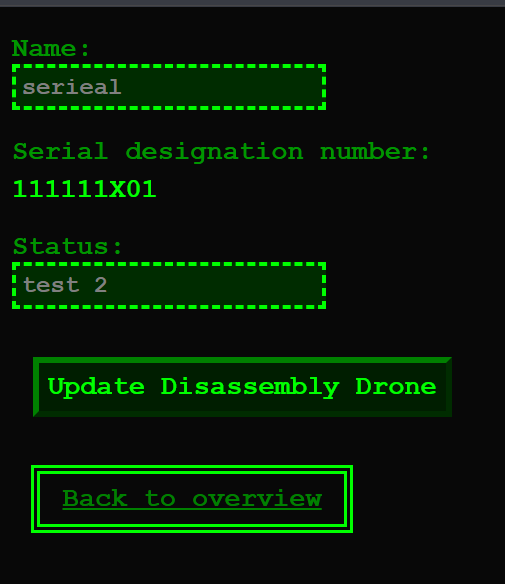 Name:
serieal
Serial designation number:
111111X01
Status:
test 2
Update Disassembly Drone
Back to overview